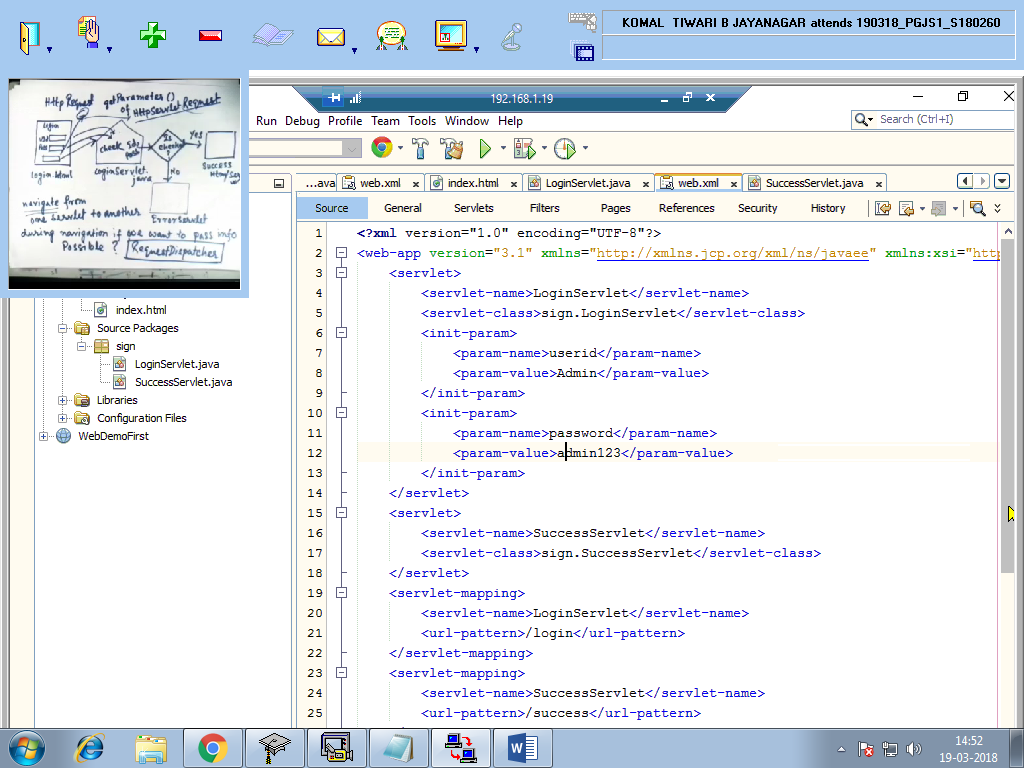 KOMAL TIWARI B JAYANAGAR attends 190318_PGJS1_S180260
Http Request getParameter()
of HttpServletRequest
login
check
Yes
login.html
LoginServlet.
java
Success
No
navigate from
one servlet to another
ErrorServlet
during navigation if we want to pass info
Possible ? RequestDispatcher
192.168.1.19
Run Debug Profile Team Tools Window Help
Search (Ctrl+I)
...ava web.xml index.html LoginServlet.java web.xml SuccessServlet.java
Source General Servlets Filters Pages References Security History
index.html
Source Packages
sign
LoginServlet.java
SuccessServlet.java
Libraries
Configuration Files
WebDemoFirst
1 <?xml version="1.0" encoding="UTF-8"?>
2 <web-app version="3.1" xmlns="http://xmlns.jcp.org/xml/ns/javaee" xmlns:xsi="http
3 <servlet>
4 <servlet-name>LoginServlet</servlet-name>
5 <servlet-class>sign.LoginServlet</servlet-class>
6 <init-param>
7 <param-name>userid</param-name>
8 <param-value>Admin</param-value>
9 </init-param>
10 <init-param>
11 <param-name>password</param-name>
12 <param-value>admin123</param-value>
13 </init-param>
14 </servlet>
15 <servlet>
16 <servlet-name>SuccessServlet</servlet-name>
17 <servlet-class>sign.SuccessServlet</servlet-class>
18 </servlet>
19 <servlet-mapping>
20 <servlet-name>LoginServlet</servlet-name>
21 <url-pattern>/login</url-pattern>
22 </servlet-mapping>
23 <servlet-mapping>
24 <servlet-name>SuccessServlet</servlet-name>
25 <url-pattern>/success</url-pattern>
14:52
19-03-2018